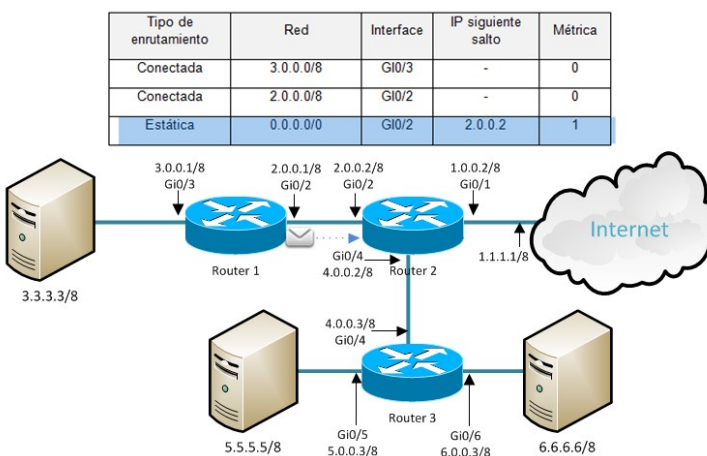 Tipo de enrutamiento Red Interface IP siguiente salto Métrica
Conectada 3.0.0.0/8 GI0/3 - 0
Conectada 2.0.0.0/8 GI0/2 - 0
Estática 0.0.0.0/0 GI0/2 2.0.0.2 1
3.0.0.1/8 2.0.0.1/8 2.0.0.2/8 1.0.0.2/8
Gi0/3 Gi0/2 Gi0/2 Gi0/1
Internet
Router 1
Gi0/4
Router 2
4.0.0.2/8
1.1.1.1/8
3.3.3.3/8
4.0.0.3/8
Gi0/4
Router 3
5.5.5.5/8
Gi0/5
5.0.0.3/8
Gi0/6
6.0.0.3/8
6.6.6.6/8